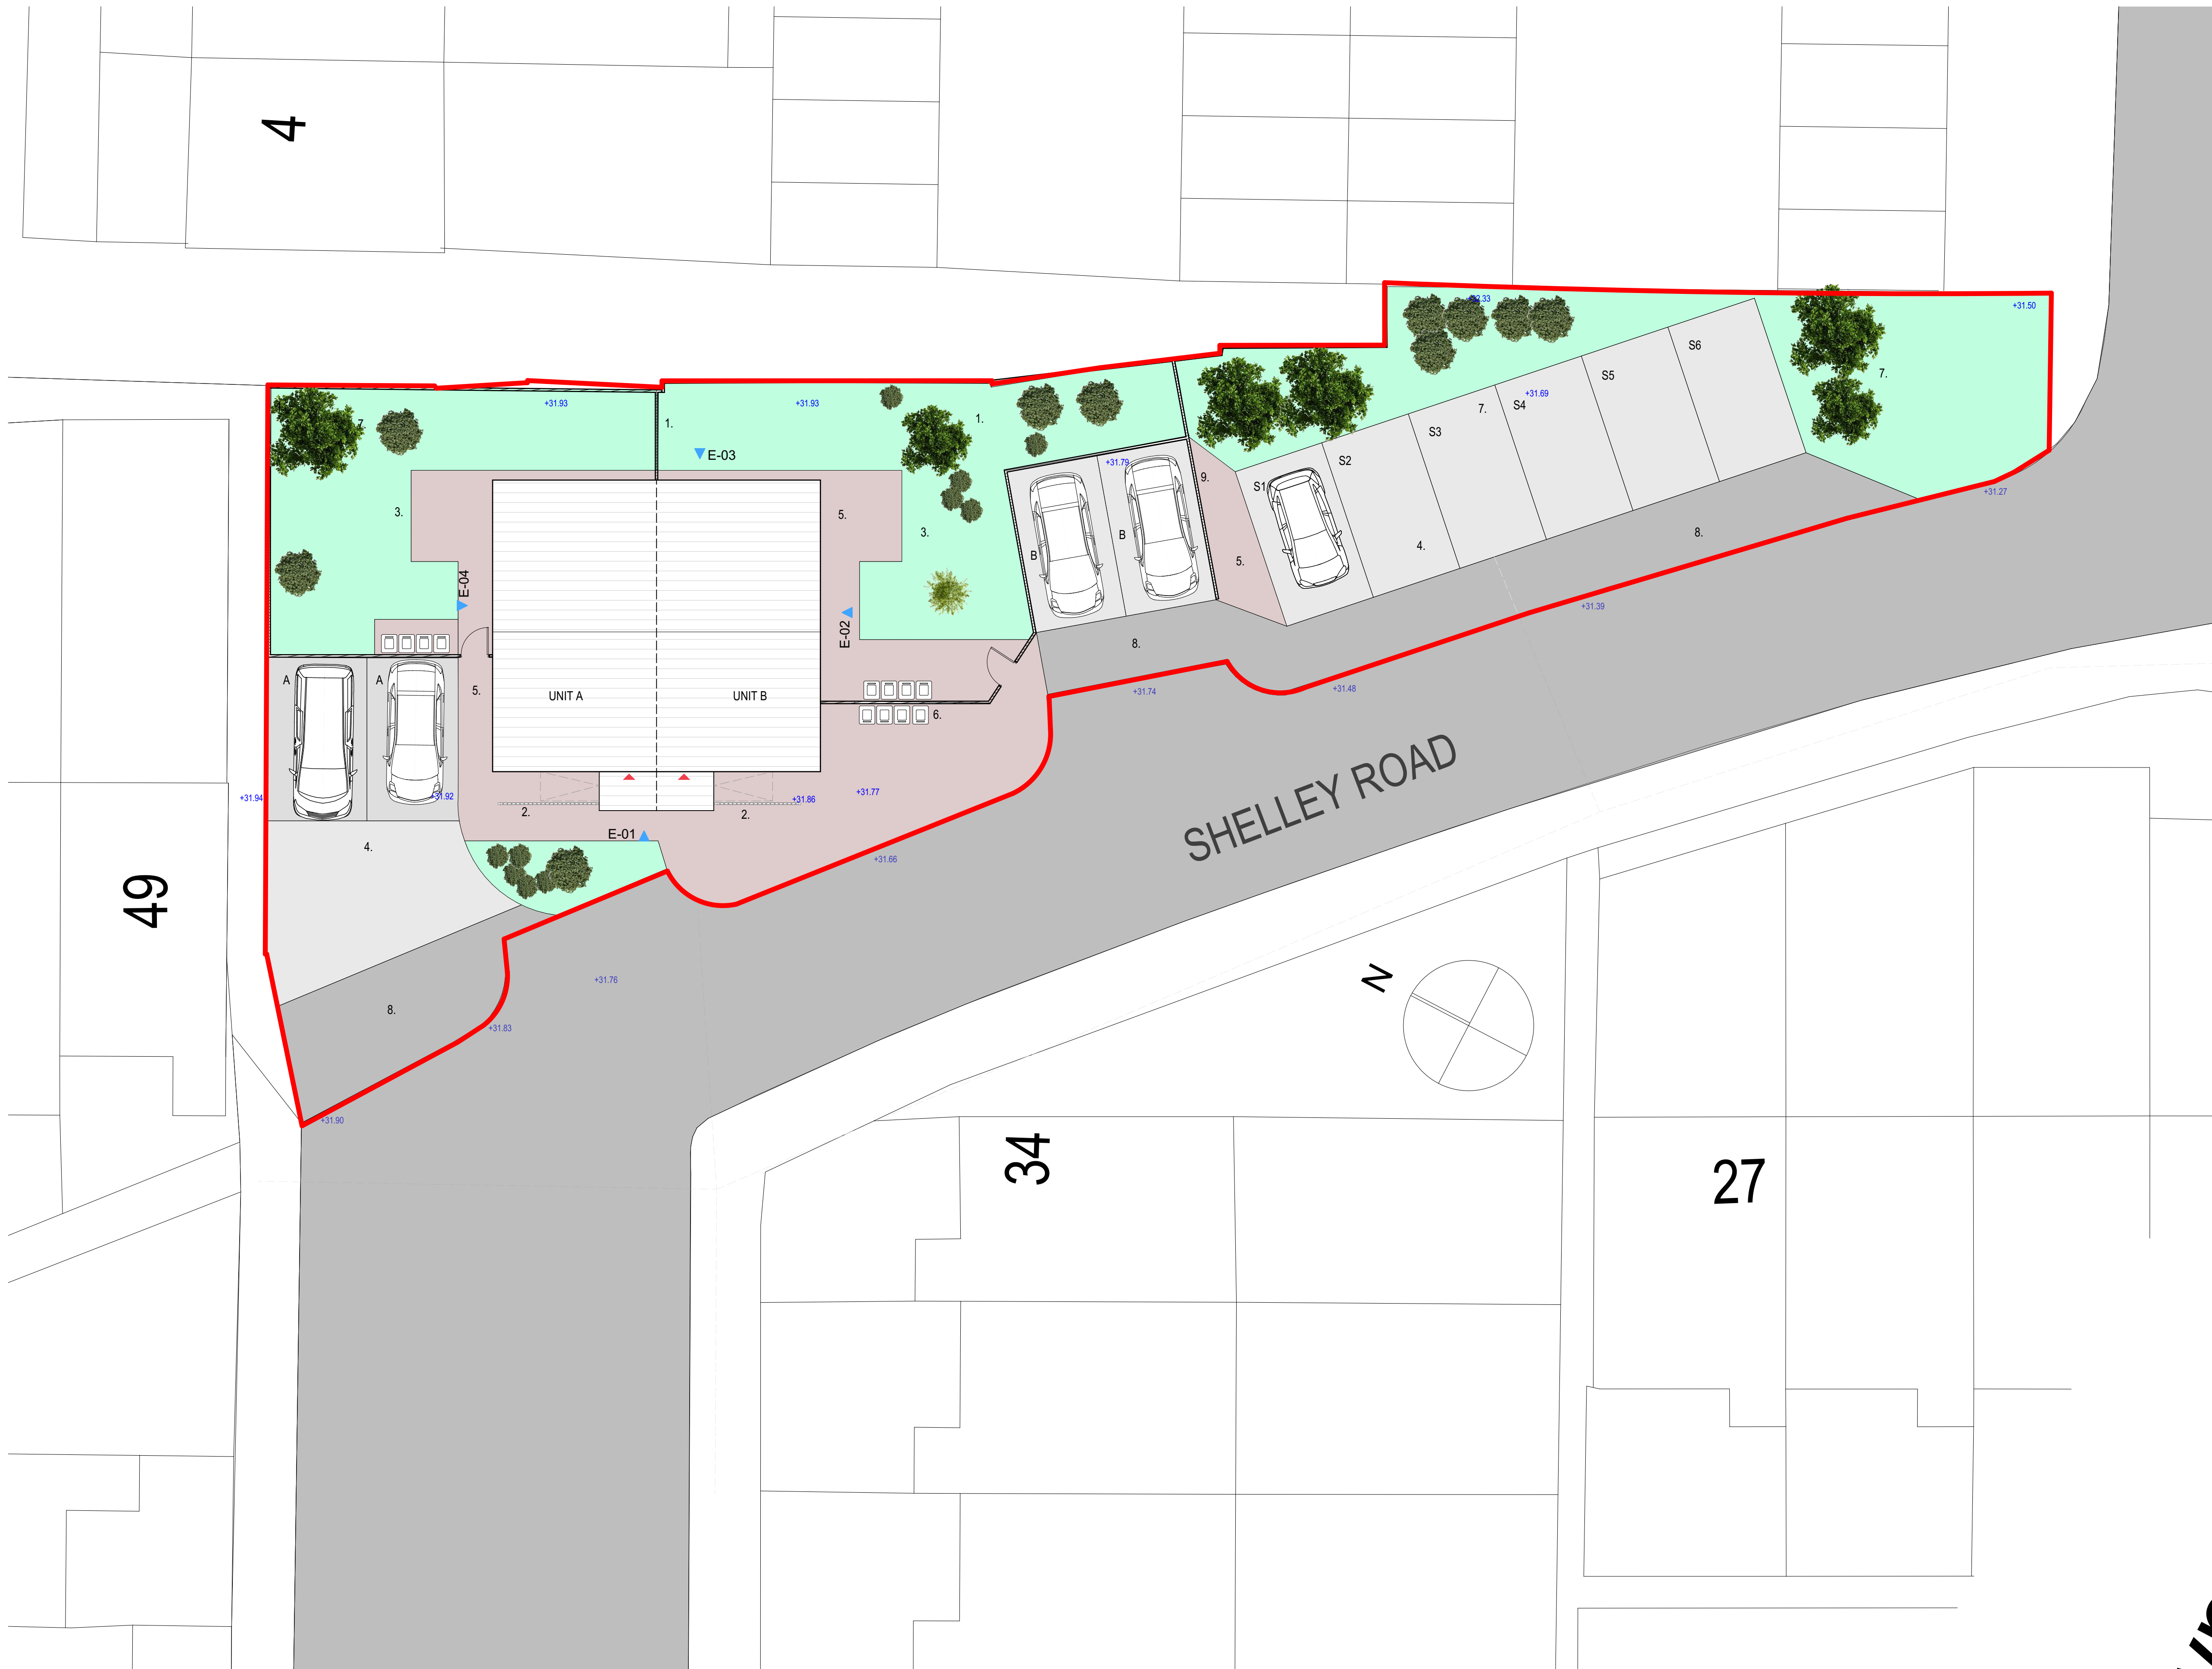 4
+32.33
+31.50
S6
S5
7.
S4
+31.69
7.
S3
S2
S1
+31.93
+31.93
7.
1.
1.
E-03
+31.79
9.
+31.27
3.
5.
3.
B
B
8.
4.
5.
E-04
E-02
+31.39
8.
A
A
5.
UNIT A
UNIT B
+31.74
+31.48
6.
+31.94
+31.92
+31.86
+31.77
2.
2.
E-01
SHELLEY ROAD
4.
+31.66
49
8.
+31.76
N
+31.83
+31.90
34
27